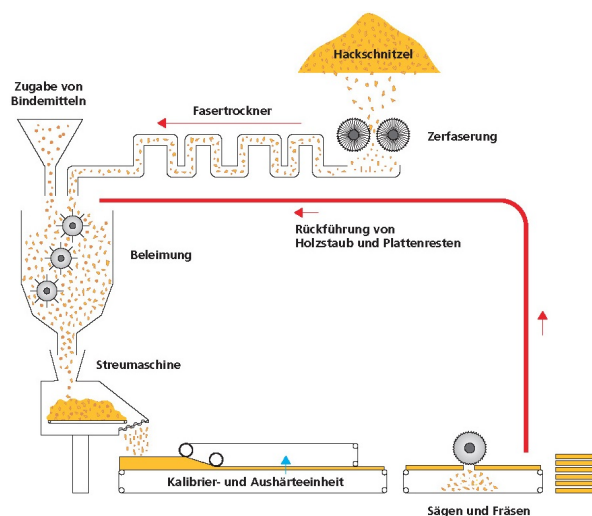 Hackschnitzel
Zugabe von
Bindemitteln
Fasertrockner
Zerfaserung
Rückführung von
Holzstaub und Plattenresten
Beleimung
Streumaschine
Kalibrier- und Aushärteeinheit
Sägen und Fräsen